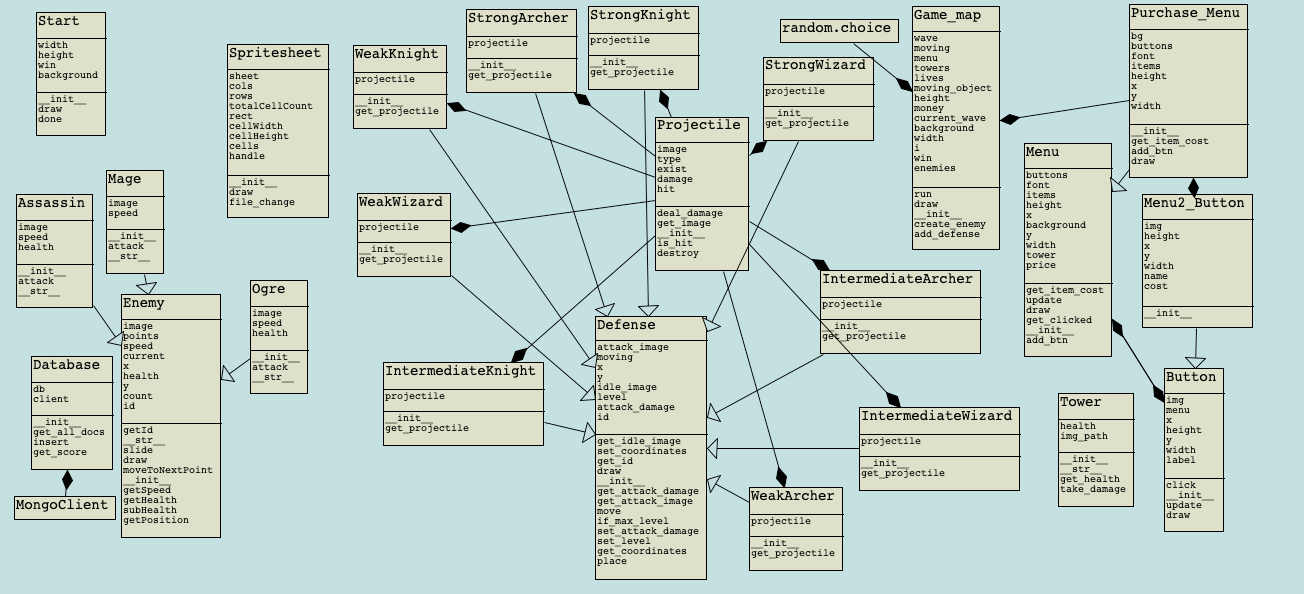 Start
width
height
win
background
__init__
draw
done
Spritesheet
sheet
cols
rows
totalCellCount
rect
cellWidth
cellHeight
cells
handle
__init__
draw
file_change
Mage
image
speed
__init__
attack
__str__
Assassin
image
speed
health
__init__
attack
__str__
Enemy
image
points
speed
current
x
health
y
count
id
getId
__str__
slide
draw
moveToNextPoint
__init__
getSpeed
getHealth
subHealth
getPosition
Ogre
image
speed
health
__init__
attack
__str__
Database
db
client
__init__
get_all_docs
insert
get_score
MongoClient
WeakKnight
projectile
__init__
get_projectile
StrongArcher
projectile
__init__
get_projectile
StrongKnight
projectile
__init__
get_projectile
StrongWizard
projectile
__init__
get_projectile
random.choice
Projectile
image
type
exist
damage
hit
deal_damage
get_image
__init__
is_hit
destroy
WeakWizard
projectile
__init__
get_projectile
IntermediateKnight
projectile
__init__
get_projectile
Defense
attack_image
moving
x
y
idle_image
level
attack_damage
id
get_idle_image
set_coordinates
get_id
draw
__init__
get_attack_damage
get_attack_image
move
if_max_level
set_attack_damage
set_level
get_coordinates
place
IntermediateArcher
projectile
__init__
get_projectile
IntermediateWizard
projectile
__init__
get_projectile
WeakArcher
projectile
__init__
get_projectile
Game_map
wave
moving
menu
towers
lives
moving_object
height
money
current_wave
background
width
i
win
enemies
run
draw
__init__
create_enemy
add_defense
Purchase_Menu
bg
buttons
font
items
height
x
y
width
__init__
get_item_cost
add_btn
draw
Menu
buttons
font
items
height
x
background
y
width
tower
price
get_item_cost
update
draw
get_clicked
__init__
add_btn
Menu2_Button
img
height
x
y
width
name
cost
__init__
Button
img
menu
x
height
y
width
label
click
__init__
update
draw
Tower
health
img_path
__init__
__str__
get_health
take_damage